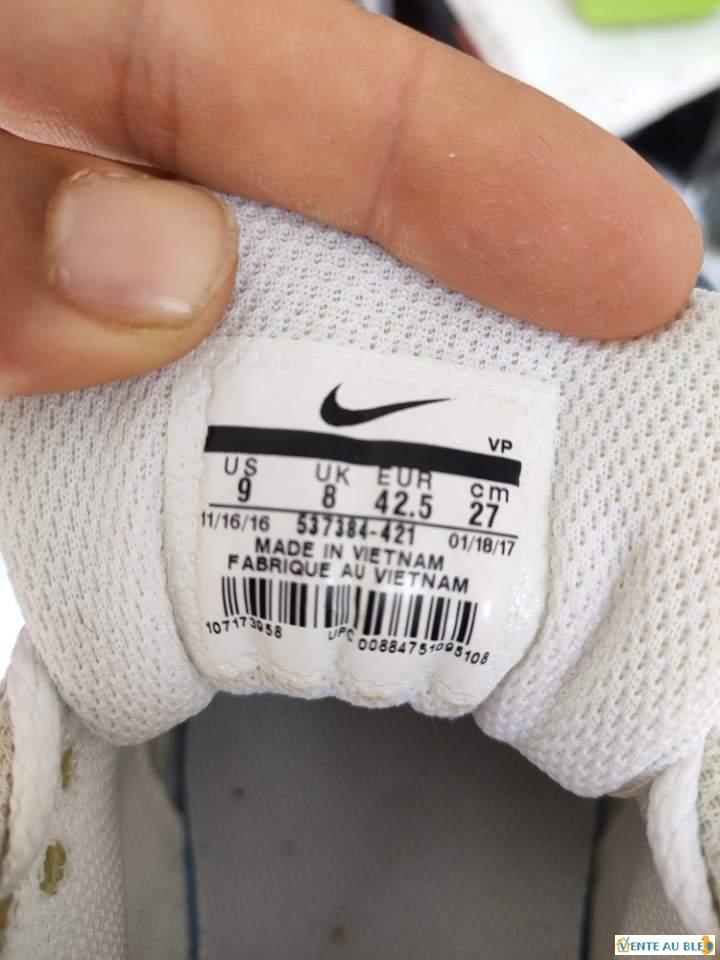 VP
US UK EUR cm
9 8 42.5 27
11/16/16 537384-421 01/18/17
MADE IN VIETNAM
FABRIQUE AU VIETNAM
107173958 UPC 00884751095108
VENTE AU BLED